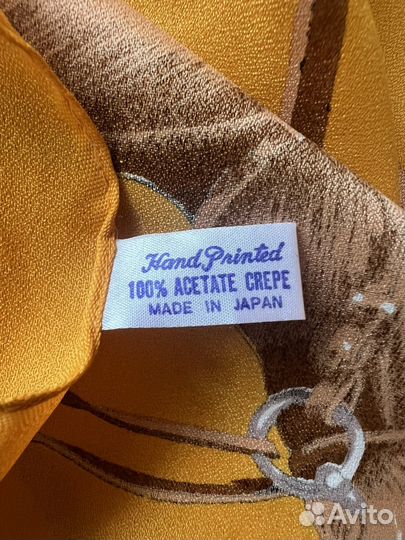 Hand Printed
100% ACETATE CREPE
MADE IN JAPAN
Avito